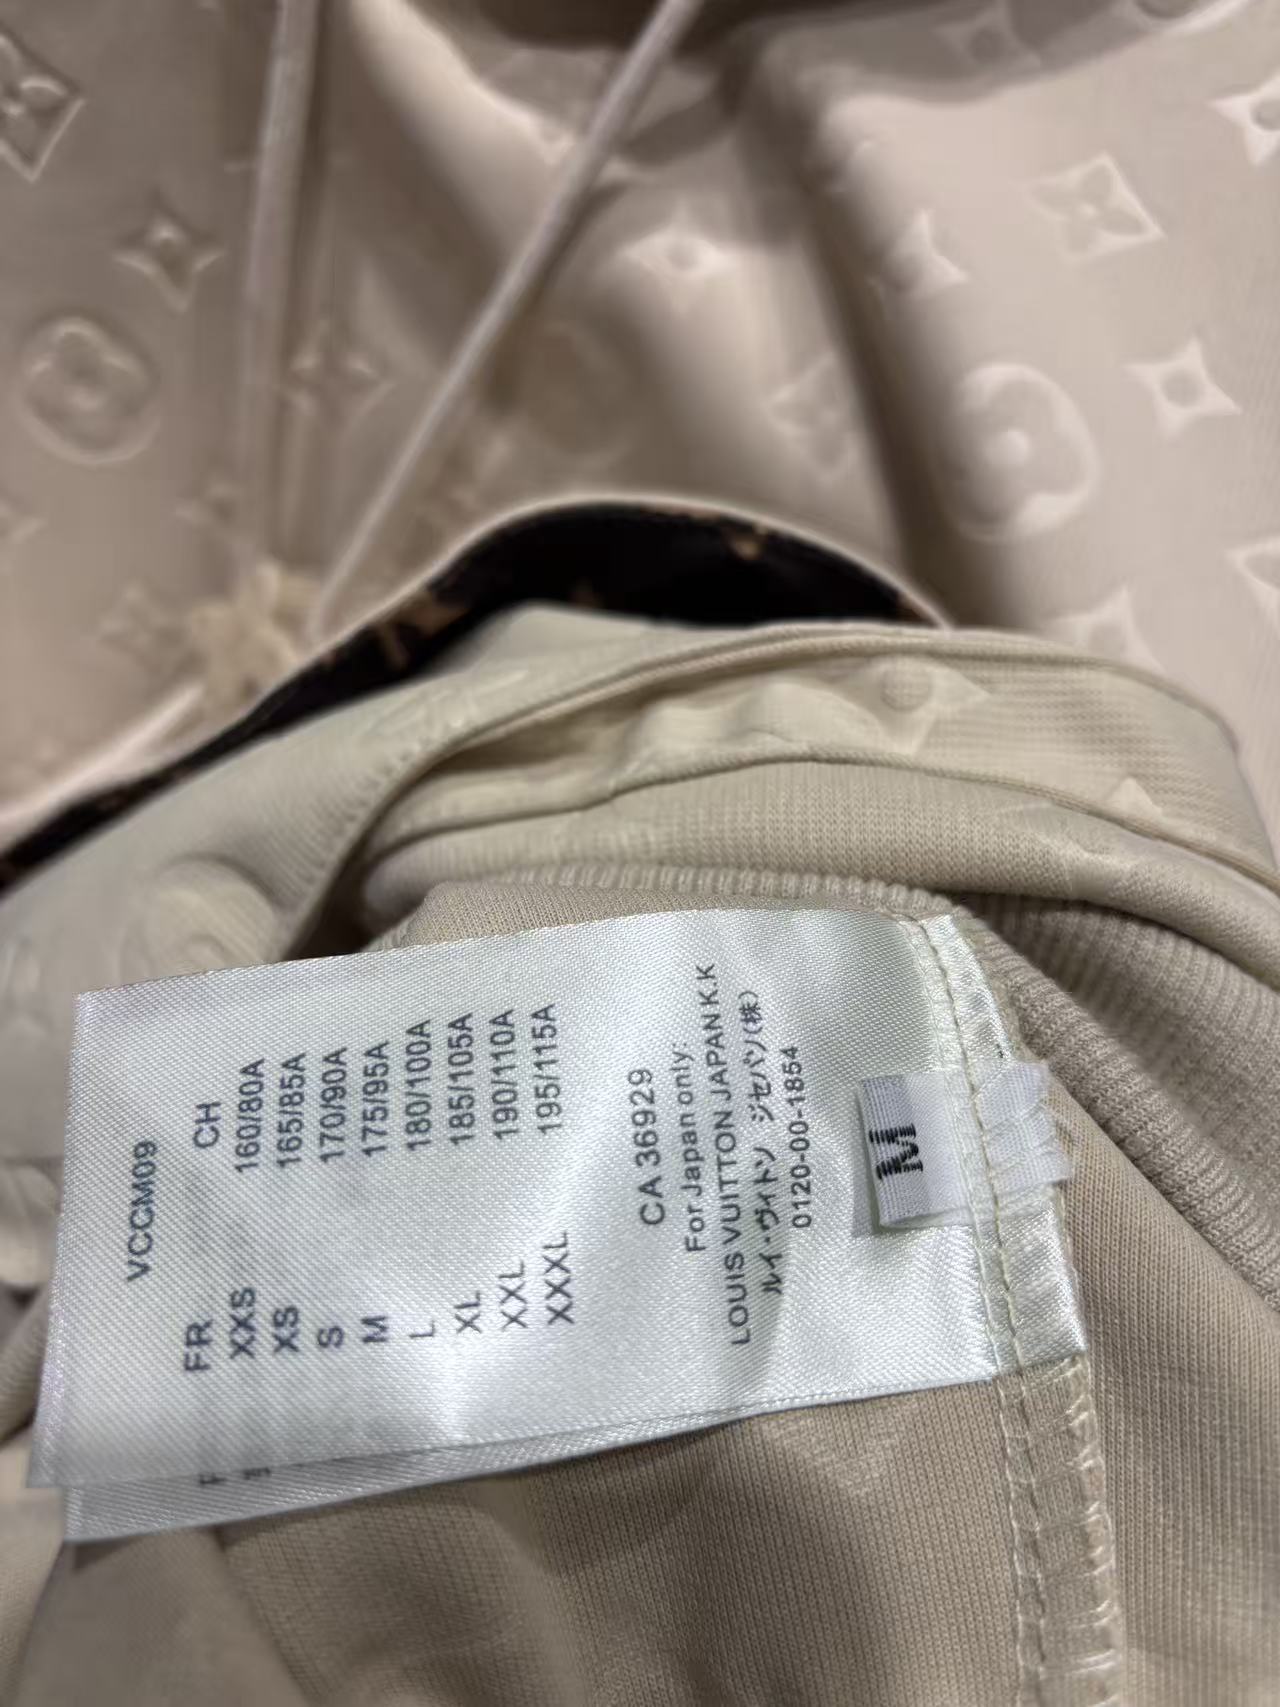 VCCM09
FR CH
XXS 160/80A
XS 165/85A
S 170/90A
M 175/95A
L 180/100A
XL 185/105A
XXL 190/110A
XXXL 195/115A
CA 36929
For Japan only:
LOUIS VUITTON JAPAN K.K
ルイ・ヴィトン ジセパソ(株)
0120-00-1854
M